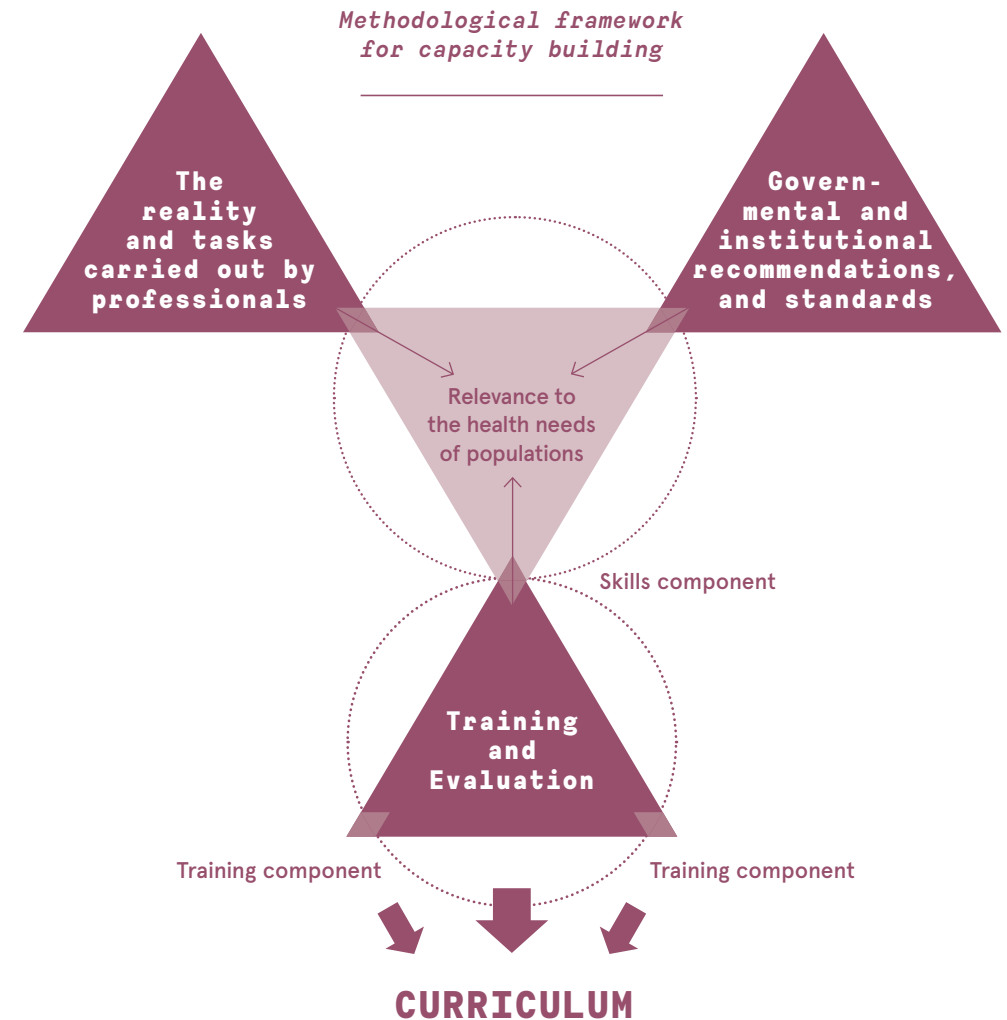 Methodological framework
for capacity building
The
reality
and tasks
carried out by
professionals
Govern-
mental and
institutional
recommendations,
and standards
Relevance to
the health needs
of populations
Skills component
Training
and
Evaluation
Training component
Training component
CURRICULUM